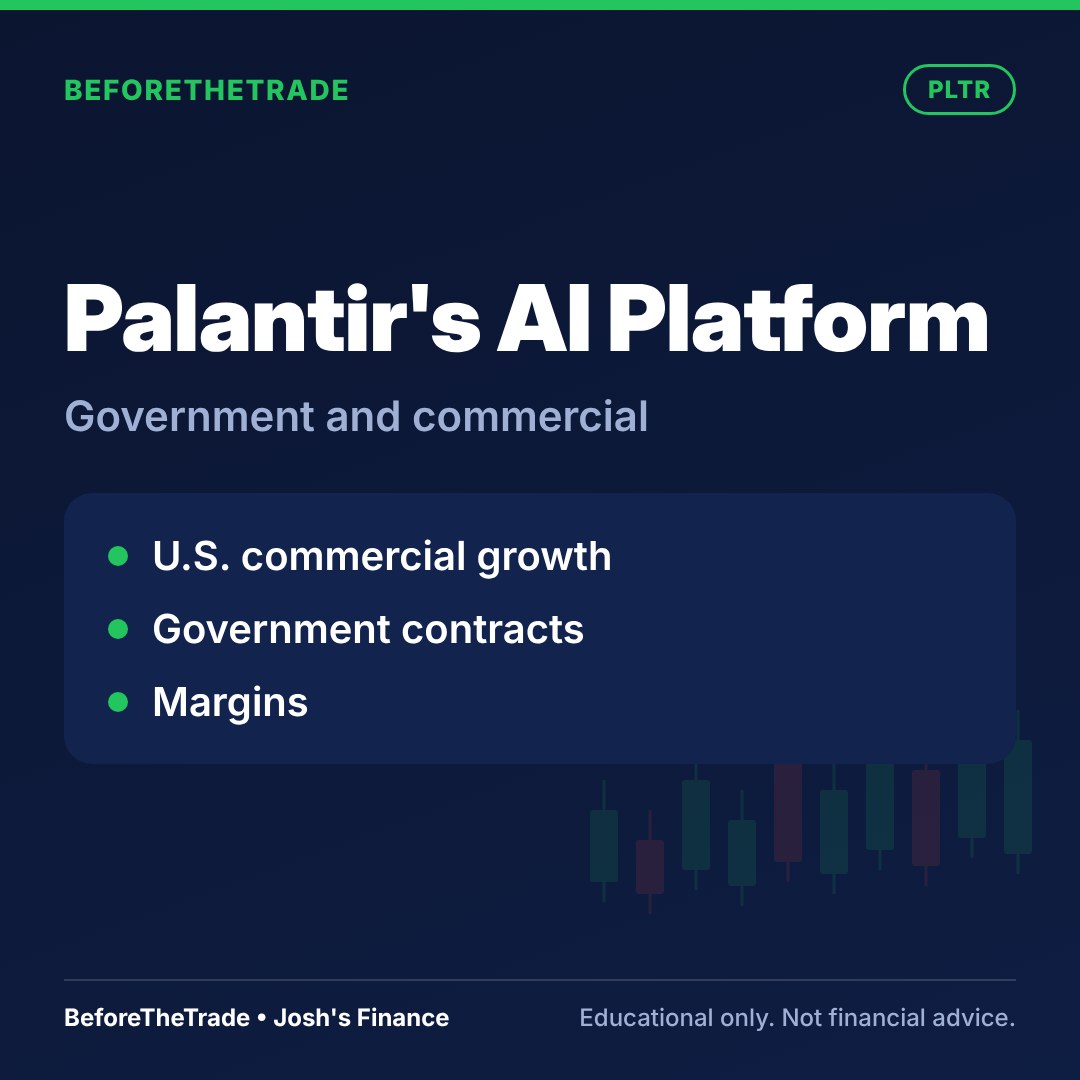 BEFORETHETRADE
PLTR
Palantir's AI Platform
Government and commercial
U.S. commercial growth
Government contracts
Margins
BeforeTheTrade • Josh's Finance
Educational only. Not financial advice.